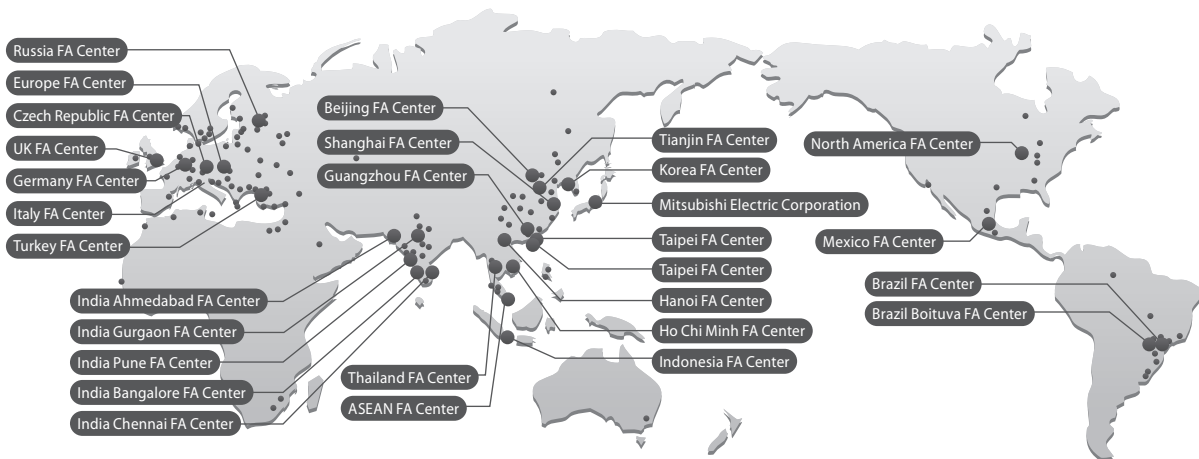 Russia FA Center
Europe FA Center
Czech Republic FA Center
UK FA Center
Germany FA Center
Italy FA Center
Turkey FA Center
India Ahmedabad FA Center
India Gurgaon FA Center
India Pune FA Center
India Bangalore FA Center
India Chennai FA Center
Beijing FA Center
Shanghai FA Center
Guangzhou FA Center
Thailand FA Center
ASEAN FA Center
Tianjin FA Center
Korea FA Center
Mitsubishi Electric Corporation
Taipei FA Center
Taipei FA Center
Hanoi FA Center
Ho Chi Minh FA Center
Indonesia FA Center
North America FA Center
Mexico FA Center
Brazil FA Center
Brazil Boituva FA Center